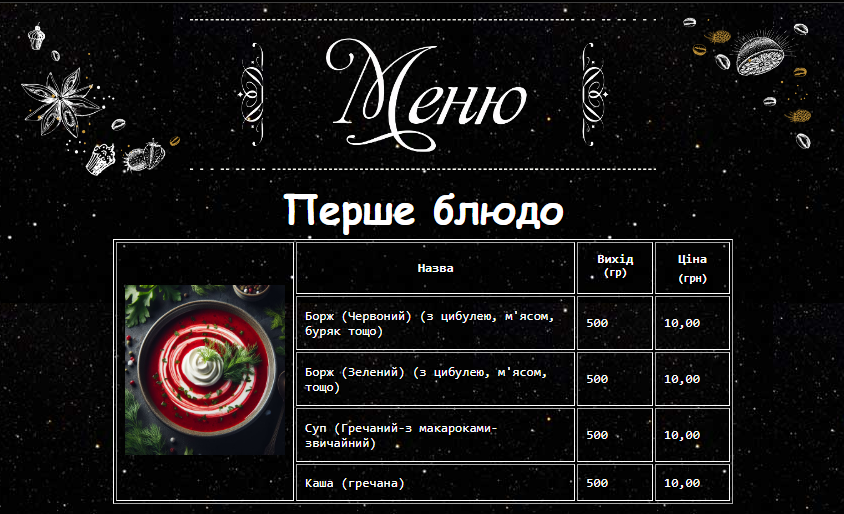 Меню
Перше блюдо
Назва
Вихід
(гр)
Ціна
(грн)
Борж (Червоний) (з цибулею, м'ясом,
буряк тощо)
500
10,00
Борж (Зелений) (з цибулею, м'ясом,
тощо)
500
10,00
Суп (Гречаний-з макароками-
звичайний)
500
10,00
Каша (гречана)
500
10,00